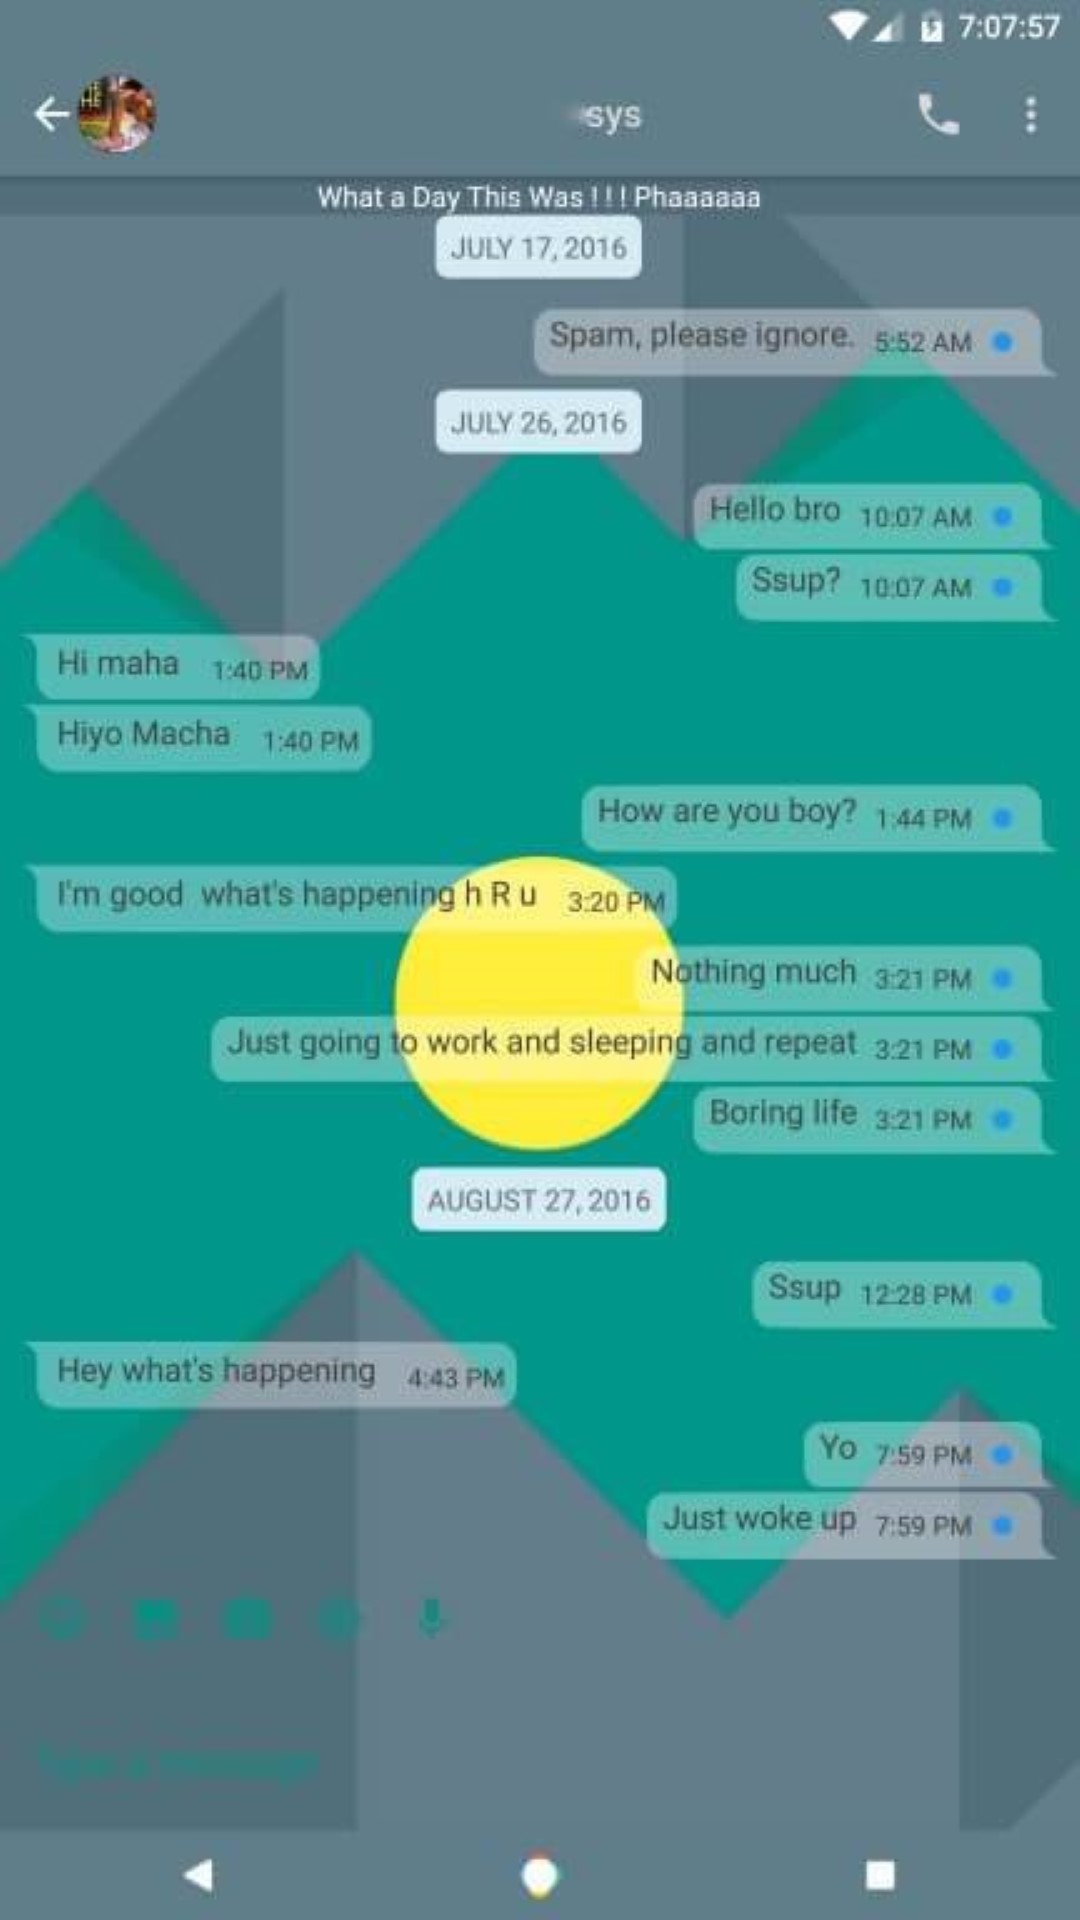 7:07:57
sys
What a Day This Was ! ! ! Phaaaaaa
JULY 17, 2016
Spam, please ignore. 5:52 AM
JULY 26, 2016
Hello bro 10:07 AM
Ssup? 10:07 AM
Hi maha 1:40 PM
Hiyo Macha 1:40 PM
How are you boy? 1:44 PM
I'm good what's happening h R u 3:20 PM
Nothing much 3:21 PM
Just going to work and sleeping and repeat 3:21 PM
Boring life 3:21 PM
AUGUST 27, 2016
Ssup 12:28 PM
Hey what's happening 4:43 PM
Yo 7:59 PM
Just woke up 7:59 PM
Type a message